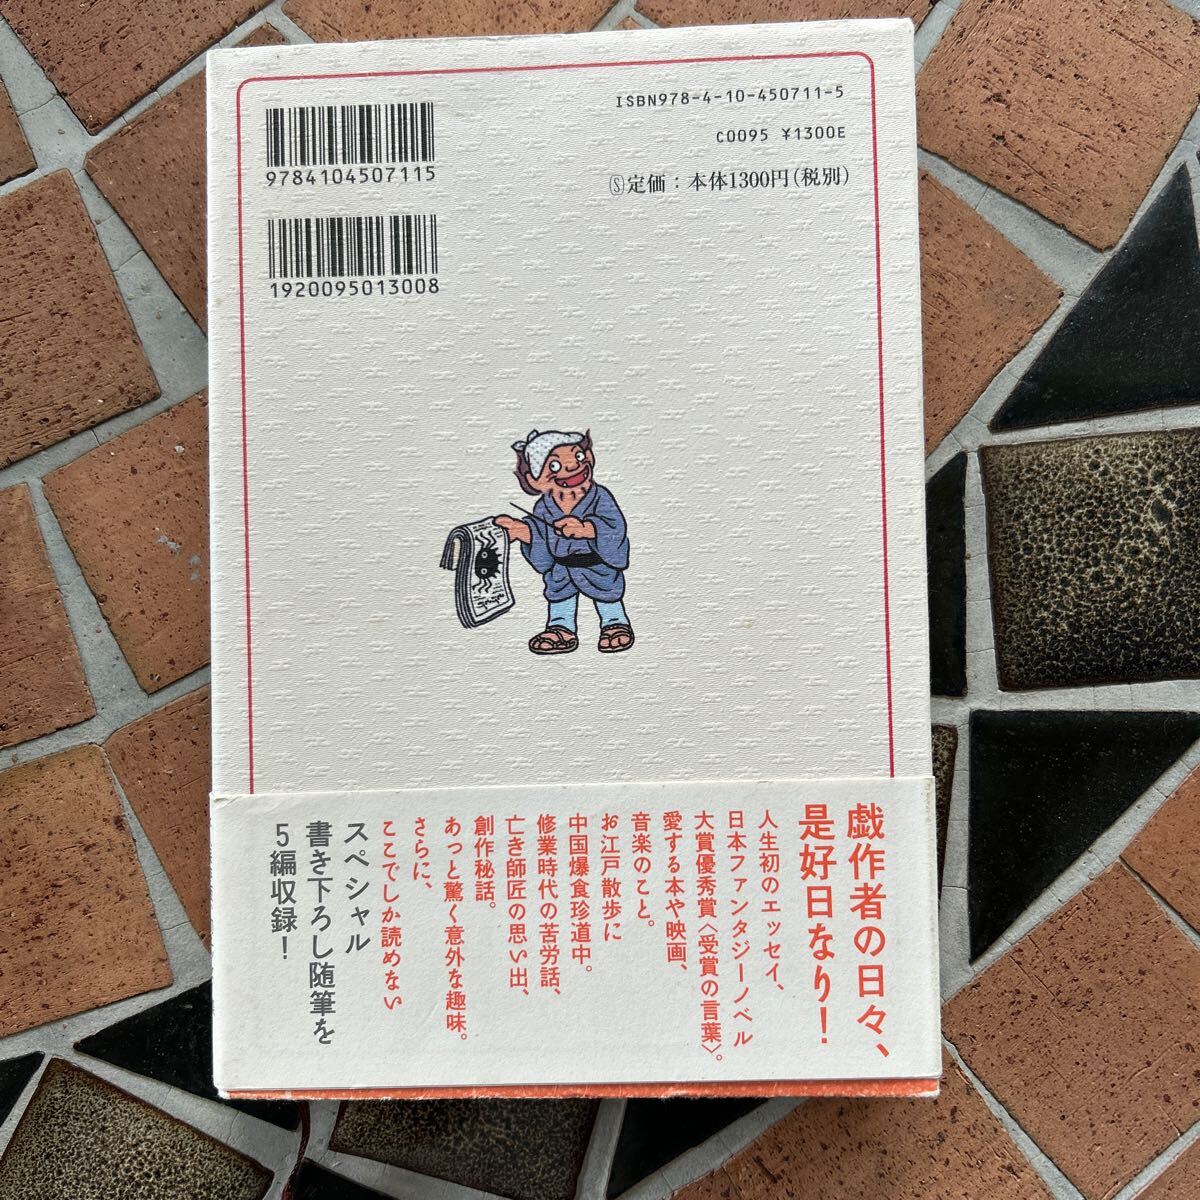 ISBN978-4-10-450711-5
C0095 ¥1300E
Ⓢ定価：本体1300円（税別）
9784104507115
1920095013008
戯作者の日々、
是好日なり！
人生初のエッセイ、
日本ファンタジーノベル
大賞優秀賞〈受賞の言葉〉。
愛する本や映画、
音楽のこと。
お江戸散歩に
中国爆食珍道中。
修業時代の苦労話、
亡き師匠の思い出、
創作秘話。
あっと驚く意外な趣味。
さらに、
ここでしか読めない
スペシャル
書き下ろし随筆を
5編収録！